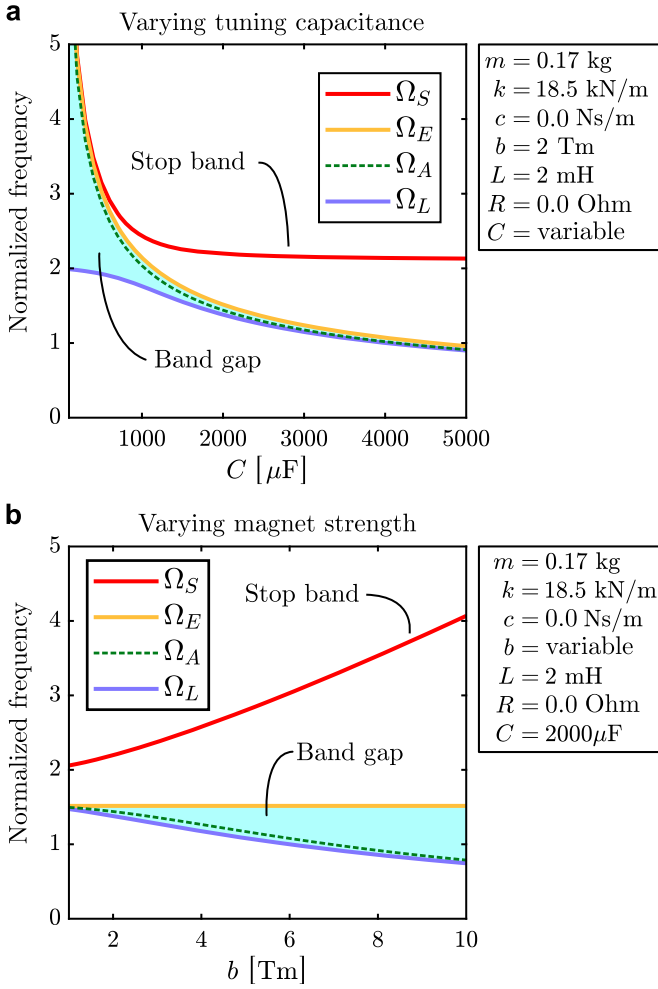 a
Varying tuning capacitance
Normalized frequency
5
4
3
2
1
0
Ω_S
Ω_E
Ω_A
Ω_L
Stop band
Band gap
1000 2000 3000 4000 5000
C [μF]
m = 0.17 kg
k = 18.5 kN/m
c = 0.0 Ns/m
b = 2 Tm
L = 2 mH
R = 0.0 Ohm
C = variable
b
Varying magnet strength
Normalized frequency
5
4
3
2
1
0
Ω_S
Ω_E
Ω_A
Ω_L
Stop band
Band gap
2 4 6 8 10
b [Tm]
m = 0.17 kg
k = 18.5 kN/m
c = 0.0 Ns/m
b = variable
L = 2 mH
R = 0.0 Ohm
C = 2000μF